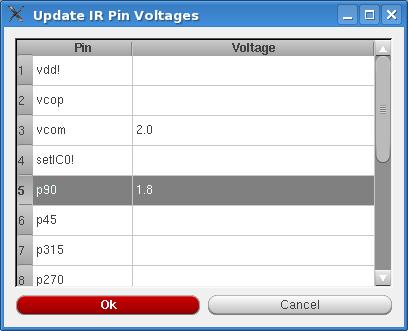 Update IR Pin Voltages
Pin Voltage
1 vdd!
2 vcop
3 vcom 2.0
4 setIC0!
5 p90 1.8
6 p45
7 p315
8 p270
Ok Cancel